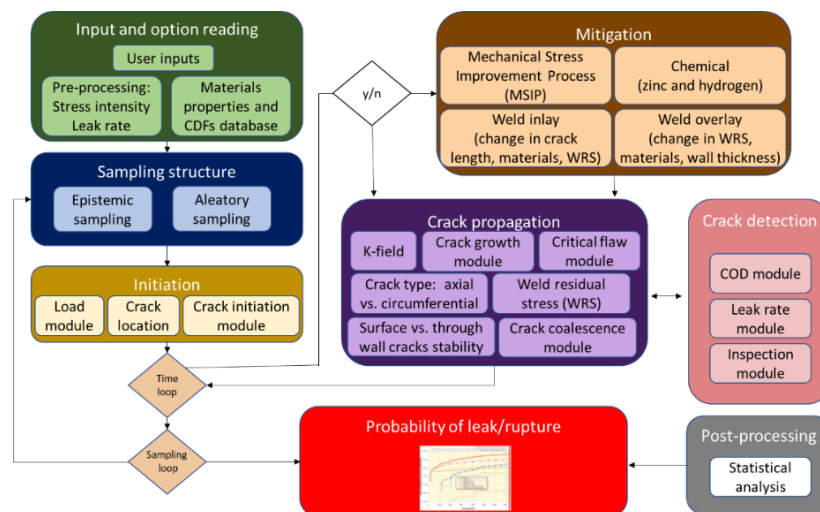 Input and option reading
User inputs
Pre-processing:
Stress intensity
Leak rate
Materials
properties and
CDFs database
Sampling structure
Epistemic
sampling
Aleatory
sampling
Initiation
Load
module
Crack
location
Crack initiation
module
Time
loop
Sampling
loop
y/n
Mitigation
Mechanical Stress
Improvement Process
(MSIP)
Chemical
(zinc and hydrogen)
Weld inlay
(change in crack
length, materials, WRS)
Weld overlay
(change in WRS,
materials, wall thickness)
Crack propagation
K-field
Crack growth
module
Critical flaw
module
Crack type: axial
vs. circumferential
Weld residual
stress (WRS)
Surface vs. through
wall cracks stability
Crack coalescence
module
Crack detection
COD module
Leak rate
module
Inspection
module
Probability of leak/rupture
Post-processing
Statistical
analysis